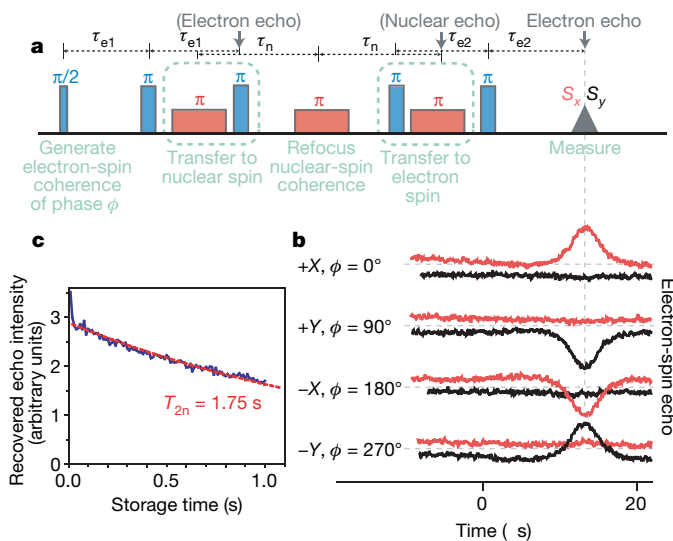 (Electron echo) (Nuclear echo) Electron echo
a τe1 τe1 τn τn τe2 τe2
π/2 π π π π π π π
Sx Sy
Generate electron-spin coherence of phase ϕ
Transfer to nuclear spin
Refocus nuclear-spin coherence
Transfer to electron spin
Measure
c
Recovered echo intensity (arbitrary units)
3
2
1
0
T2n = 1.75 s
0.0 0.5 1.0
Storage time (s)
b
+X, ϕ = 0°
+Y, ϕ = 90°
−X, ϕ = 180°
−Y, ϕ = 270°
Electron-spin echo
0 20
Time ( s)